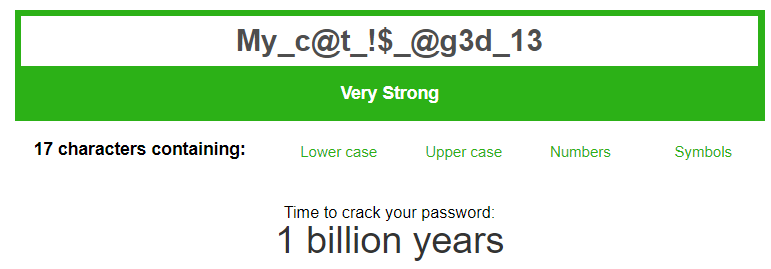 My_c@t_!$_@g3d_13
Very Strong
17 characters containing: Lower case Upper case Numbers Symbols
Time to crack your password:
1 billion years